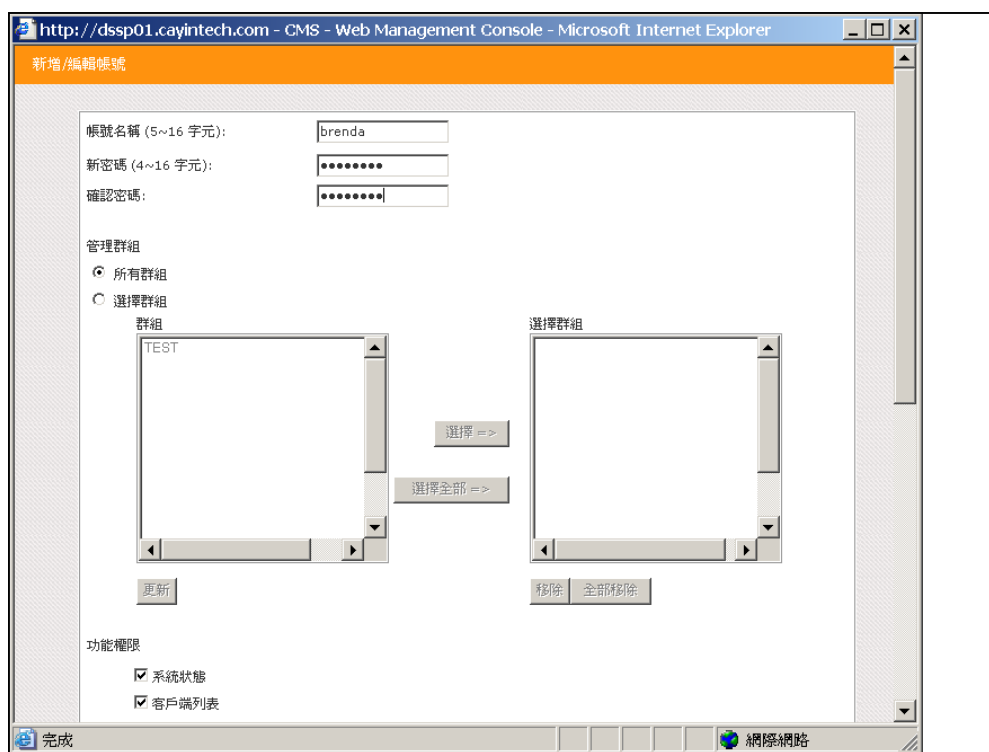 http://dssp01.cayintech.com - CMS - Web Management Console - Microsoft Internet Explorer
新增/編輯帳號
帳號名稱 (5~16 字元): brenda
新密碼 (4~16 字元): ••••••••
確認密碼: ••••••••
管理群組
所有群組
選擇群組
群組 選擇群組
TEST
選擇 =>
選擇全部 =>
更新 移除 全部移除
功能權限
系統狀態
客戶端列表
完成 網際網路